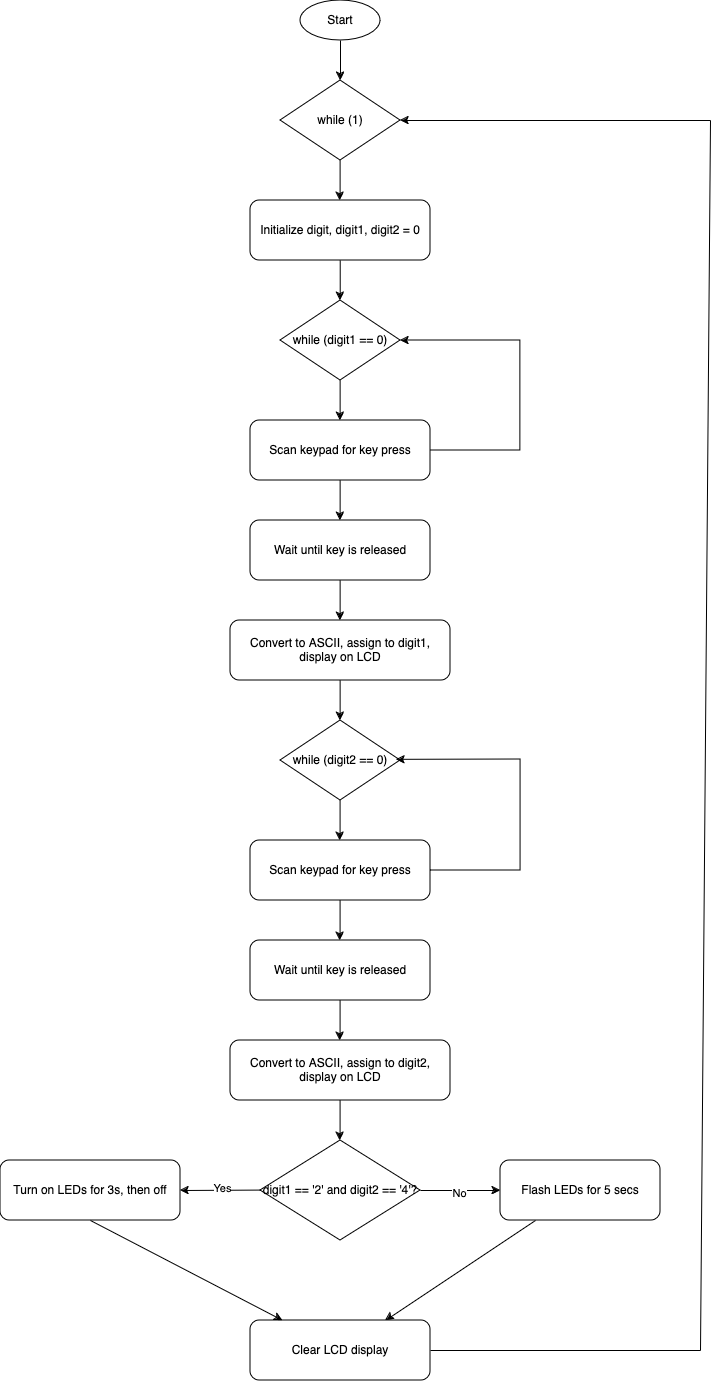 Start
while (1)
Initialize digit, digit1, digit2 = 0
while (digit1 == 0)
Scan keypad for key press
Wait until key is released
Convert to ASCII, assign to digit1,
display on LCD
while (digit2 == 0)
Scan keypad for key press
Wait until key is released
Convert to ASCII, assign to digit2,
display on LCD
Turn on LEDs for 3s, then off
Yes
digit1 == '2' and digit2 == '4'?
No
Flash LEDs for 5 secs
Clear LCD display